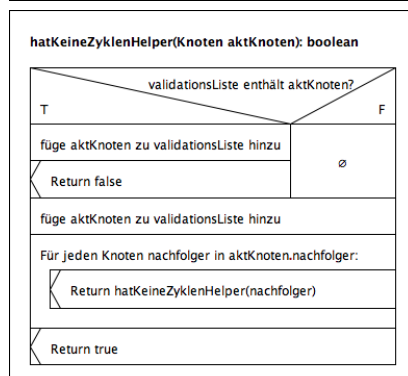 hatKeineZyklenHelper(Knoten aktKnoten): boolean
validationsListe enthält aktKnoten?
T
F
füge aktKnoten zu validationsListe hinzu
∅
Return false
füge aktKnoten zu validationsListe hinzu
Für jeden Knoten nachfolger in aktKnoten.nachfolger:
Return hatKeineZyklenHelper(nachfolger)
Return true